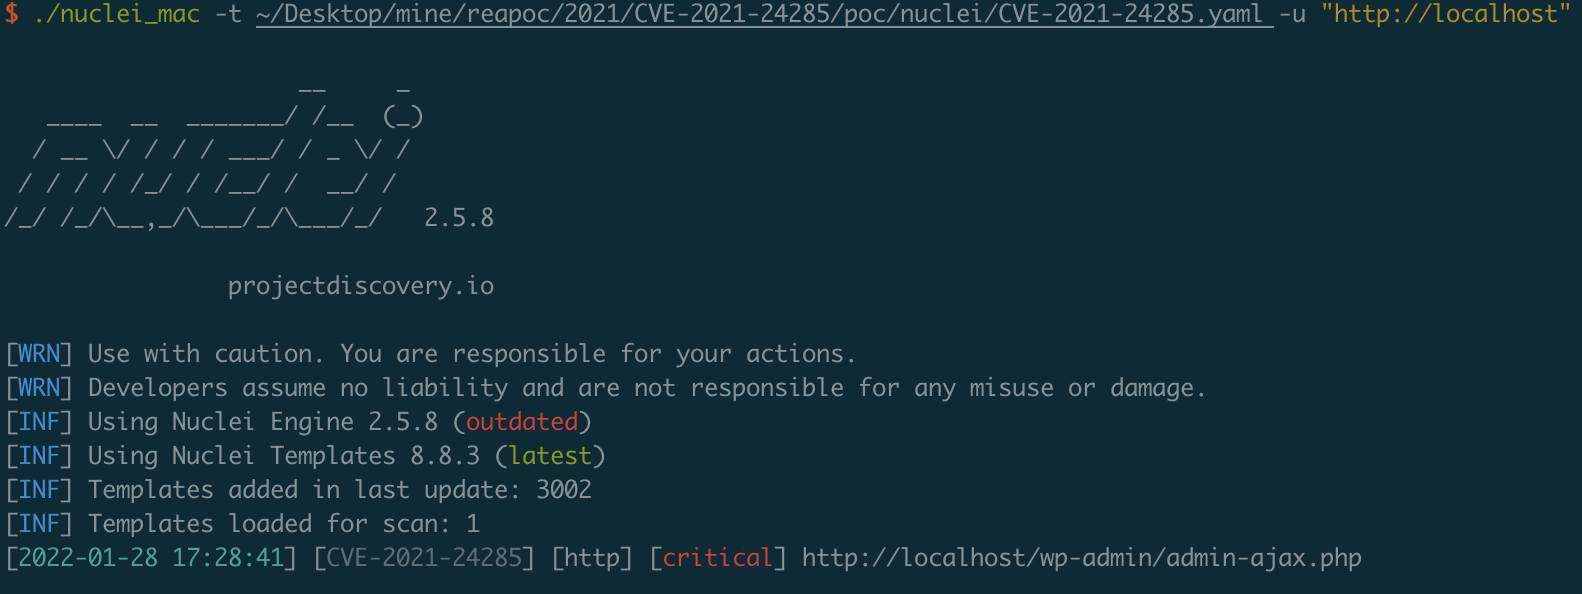 $ ./nuclei_mac -t ~/Desktop/mine/reapoc/2021/CVE-2021-24285/poc/nuclei/CVE-2021-24285.yaml -u "http://localhost"
                     __     _
   ____  __  _______/ /__  (_)
  / __ \/ / / / ___/ / _ \/ /
 / / / / /_/ / /__/ /  __/ /
/_/ /_/\__,_/\___/_/\___/_/   2.5.8
projectdiscovery.io
[WRN] Use with caution. You are responsible for your actions.
[WRN] Developers assume no liability and are not responsible for any misuse or damage.
[INF] Using Nuclei Engine 2.5.8 (outdated)
[INF] Using Nuclei Templates 8.8.3 (latest)
[INF] Templates added in last update: 3002
[INF] Templates loaded for scan: 1
[2022-01-28 17:28:41] [CVE-2021-24285] [http] [critical] http://localhost/wp-admin/admin-ajax.php